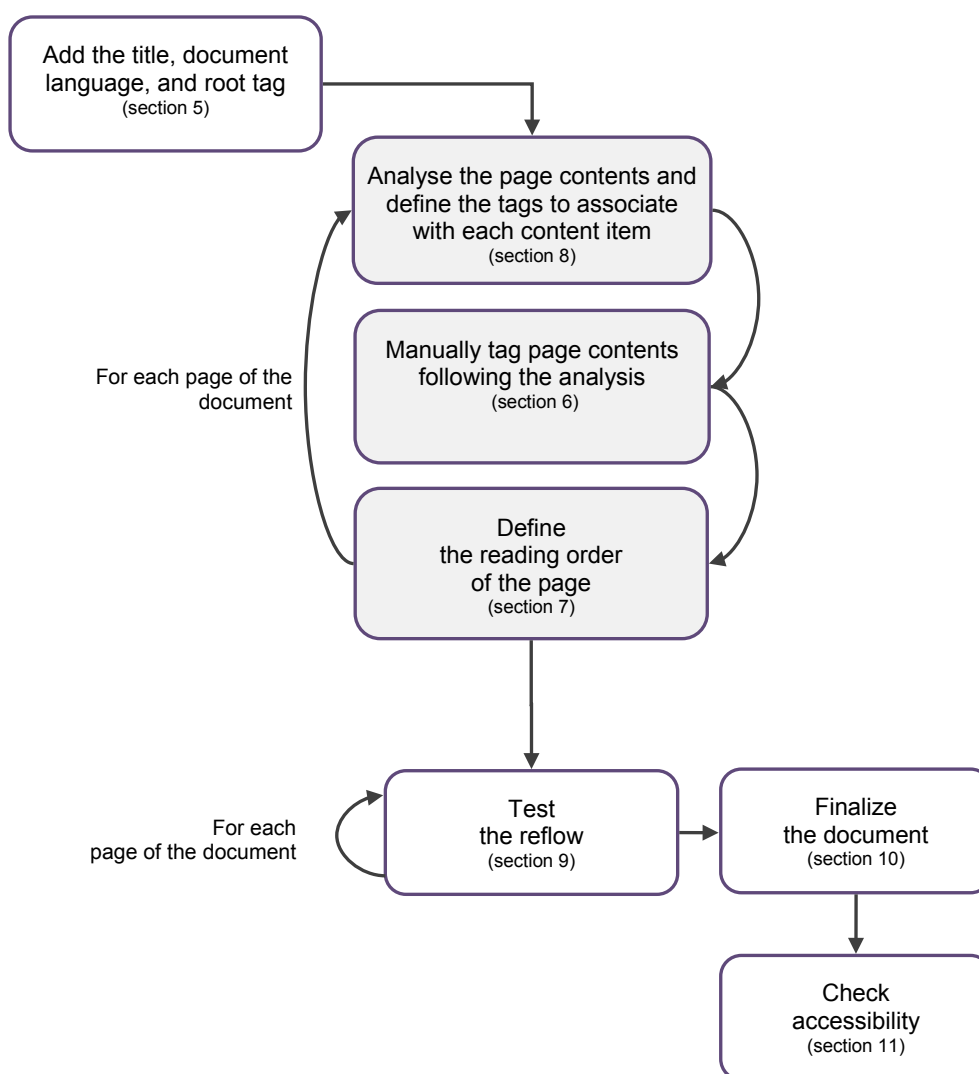 Add the title, document
language, and root tag
(section 5)
Analyse the page contents and
define the tags to associate
with each content item
(section 8)
Manually tag page contents
following the analysis
(section 6)
For each page of the
document
Define
the reading order
of the page
(section 7)
Test
the reflow
(section 9)
For each
page of the document
Finalize
the document
(section 10)
Check
accessibility
(section 11)